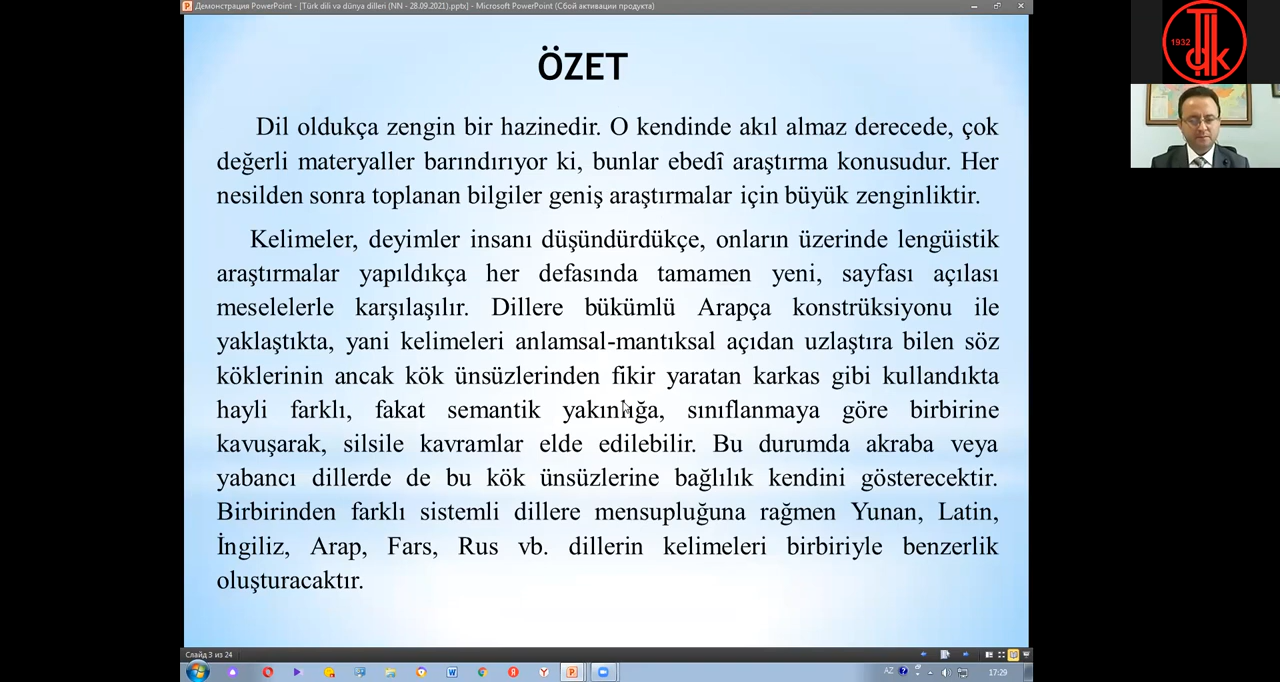 Демонстрация PowerPoint - [Türk dili və dünya dilleri (NN - 28.09.2021).pptx] - Microsoft PowerPoint (Сбой активации продукта)
1932
ÖZET
Dil oldukça zengin bir hazinedir. O kendinde akıl almaz derecede, çok
değerli materyaller barındırıyor ki, bunlar ebedî araştırma konusudur. Her
nesilden sonra toplanan bilgiler geniş araştırmalar için büyük zenginliktir.
Kelimeler, deyimler insanı düşündürdükçe, onların üzerinde lengüistik
araştırmalar yapıldıkça her defasında tamamen yeni, sayfası açılası
meselelerle karşılaşılır. Dillere bükümlü Arapça konstrüksiyonu ile
yaklaştıkta, yani kelimeleri anlamsal-mantıksal açıdan uzlaştıra bilen söz
köklerinin ancak kök ünsüzlerinden fikir yaratan karkas gibi kullandıkta
hayli farklı, fakat semantik yakınlığa, sınıflanmaya göre birbirine
kavuşarak, silsile kavramlar elde edilebilir. Bu durumda akraba veya
yabancı dillerde de bu kök ünsüzlerine bağlılık kendini gösterecektir.
Birbirinden farklı sistemli dillere mensupluğuna rağmen Yunan, Latin,
İngiliz, Arap, Fars, Rus vb. dillerin kelimeleri birbiriyle benzerlik
oluşturacaktır.
Слайд 3 из 24
AZ
17:29